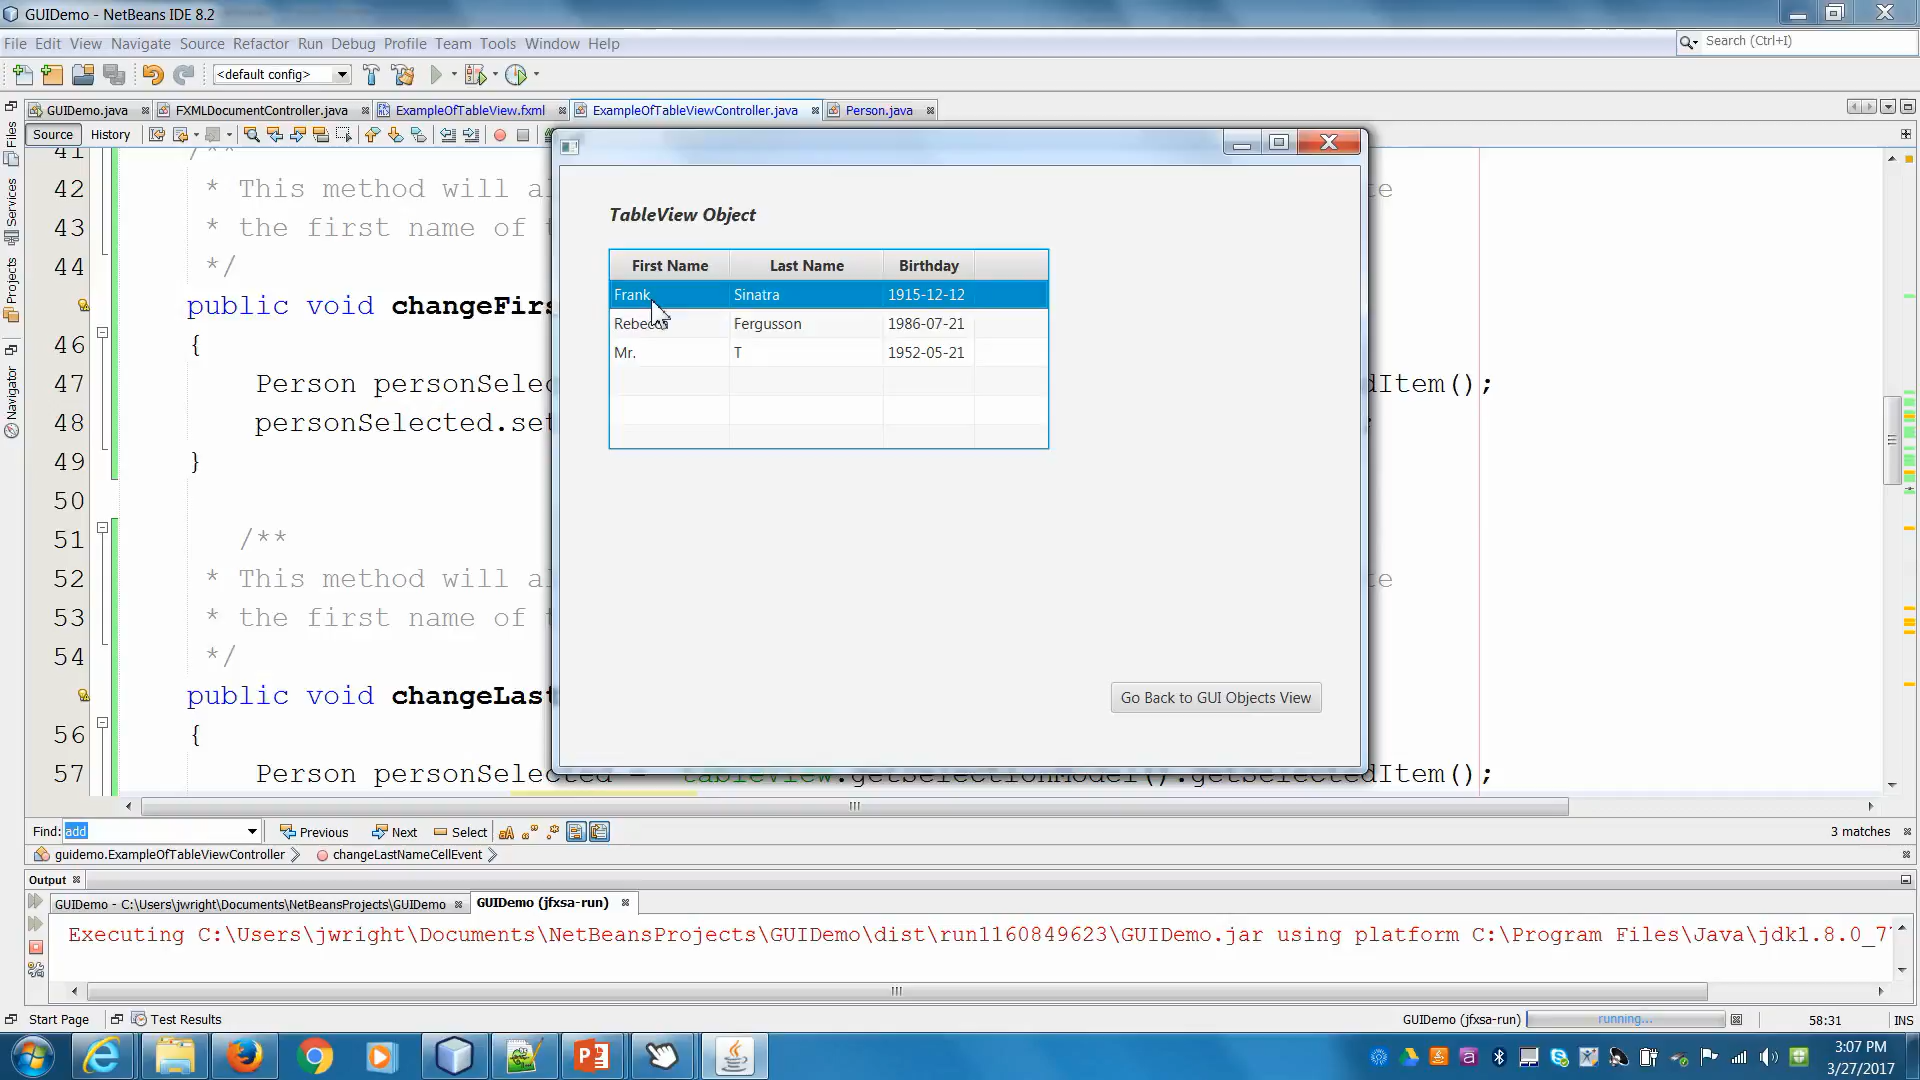 GUIDemo - NetBeans IDE 8.2
File Edit View Navigate Source Refactor Run Debug Profile Team Tools Window Help
Search (Ctrl+I)
<default config>
GUIDemo.java FXMLDocumentController.java ExampleOfTableView.fxml ExampleOfTableViewController.java Person.java
Source History
Files
Services
Projects
Navigator
41 /**
42 * This method will al
43 * the first name of t
44 */
public void changeFirs
46 {
47 Person personSelec edItem();
48 personSelected.set ;
49 }
50
51 /**
52 * This method will al
53 * the first name of t
54 */
public void changeLast
56 {
57 Person personSelected = tableView.getSelectionModel().getSelectedItem();
TableView Object
First Name Last Name Birthday
Frank Sinatra 1915-12-12
Rebecca Fergusson 1986-07-21
Mr. T 1952-05-21
Go Back to GUI Objects View
Find: add Previous Next Select 3 matches
guidemo.ExampleOfTableViewController changeLastNameCellEvent
Output
GUIDemo - C:\Users\jwright\Documents\NetBeansProjects\GUIDemo GUIDemo (jfxsa-run)
Executing C:\Users\jwright\Documents\NetBeansProjects\GUIDemo\dist\run1160849623\GUIDemo.jar using platform C:\Program Files\Java\jdk1.8.0_7
Start Page Test Results GUIDemo (jfxsa-run) running... 58:31 INS
3:07 PM
3/27/2017